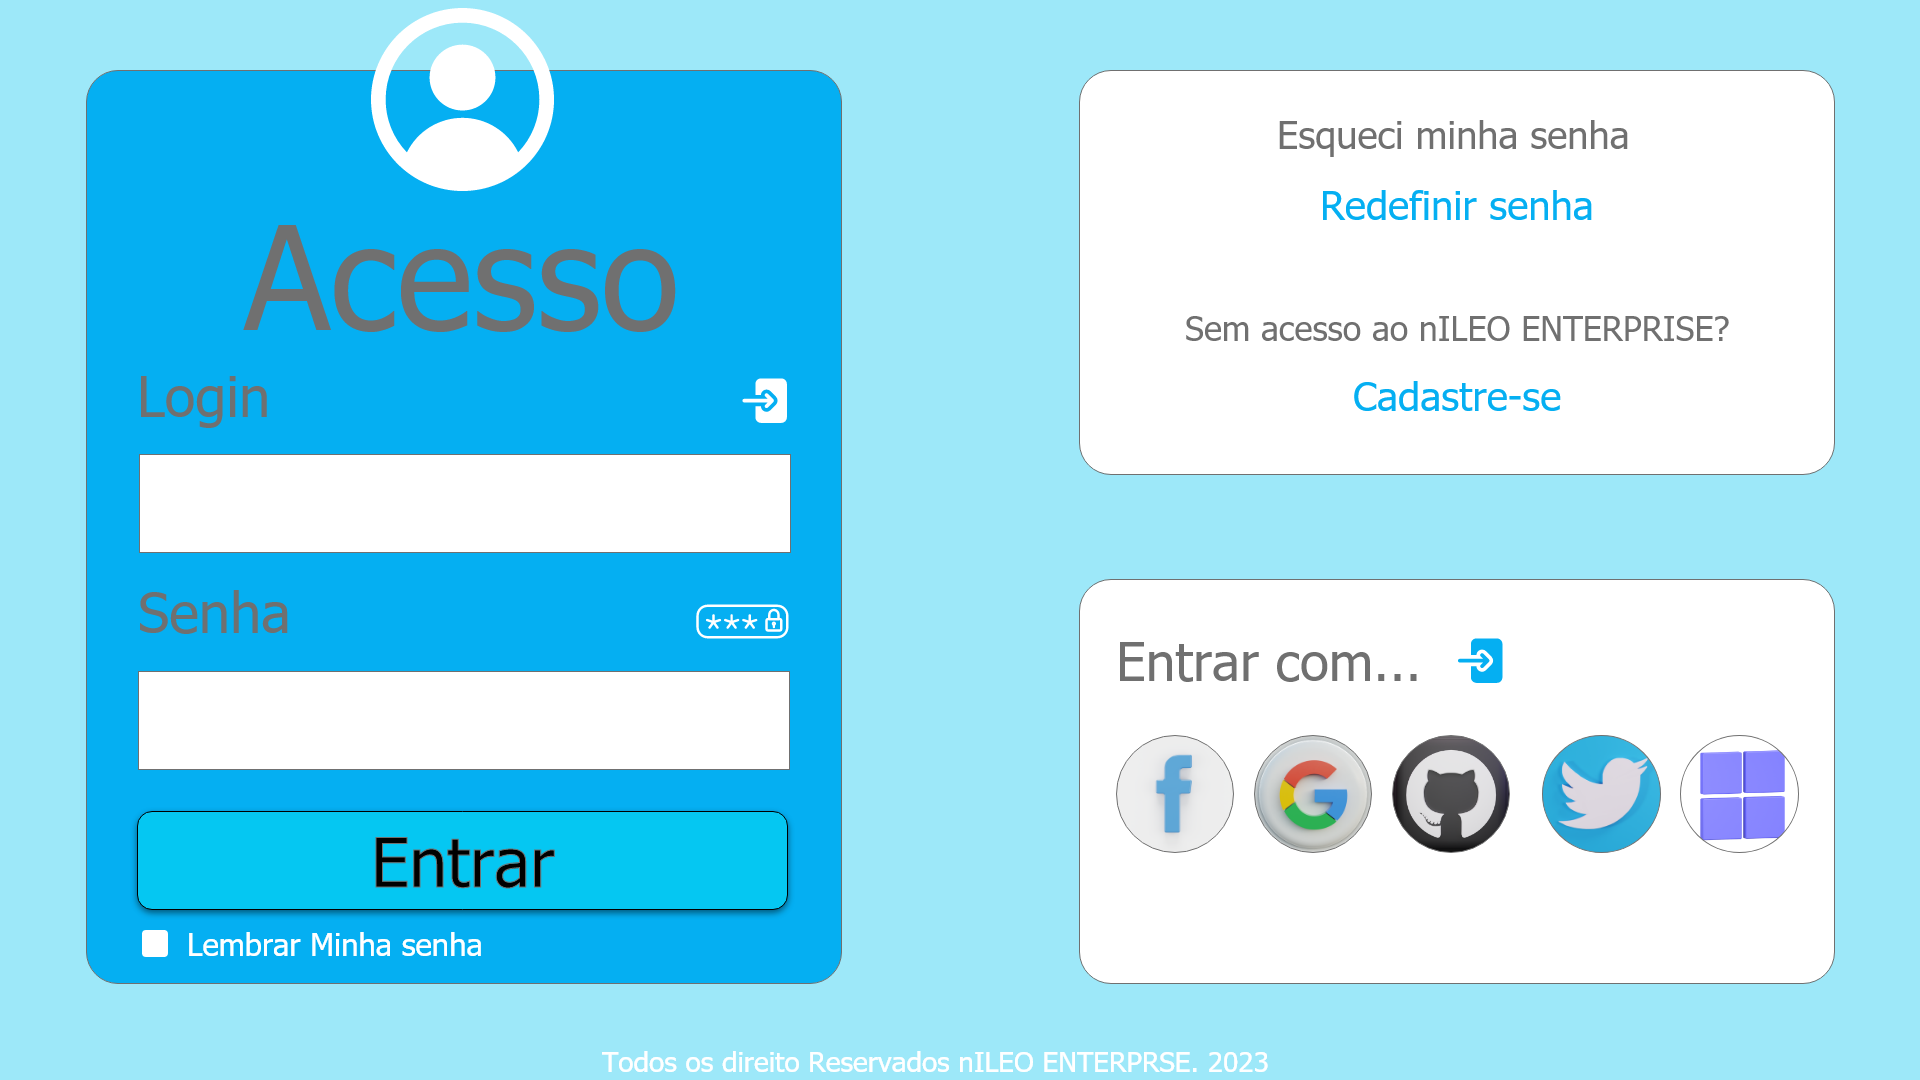 Acesso
Login
Senha
***
Entrar
Lembrar Minha senha
Esqueci minha senha
Redefinir senha
Sem acesso ao nILEO ENTERPRISE?
Cadastre-se
Entrar com...
Todos os direito Reservados nILEO ENTERPRSE. 2023